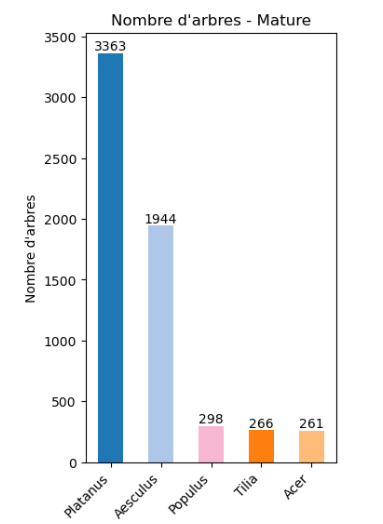 Nombre d'arbres - Mature
Nombre d'arbres
3500
3000
2500
2000
1500
1000
500
0
3363
1944
298
266
261
Platanus
Aesculus
Populus
Tilia
Acer